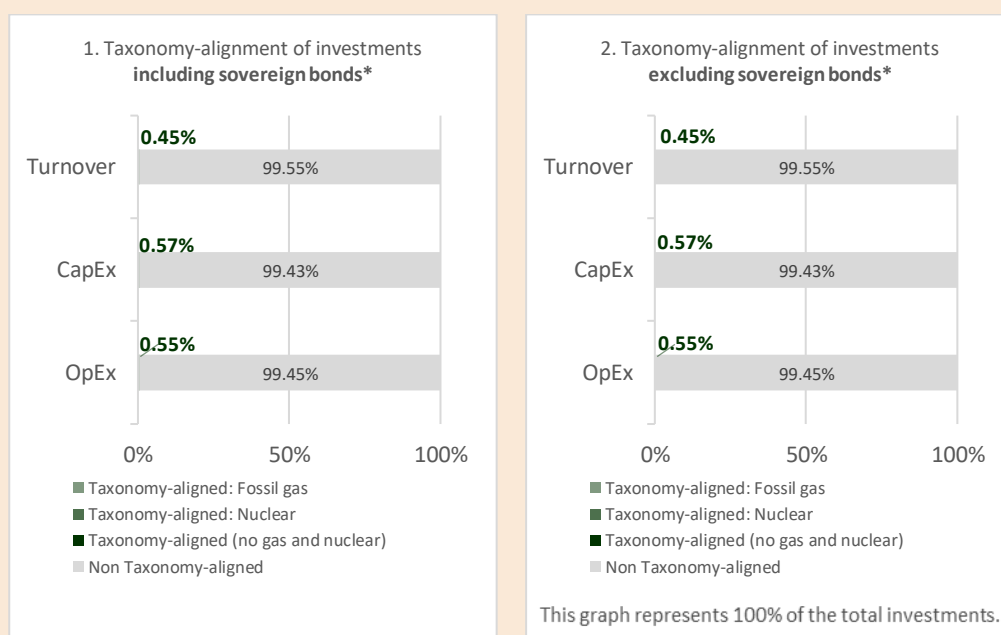 1. Taxonomy-alignment of investments
including sovereign bonds*
0.45%
Turnover
99.55%
0.57%
CapEx
99.43%
0.55%
OpEx
99.45%
0% 50% 100%
Taxonomy-aligned: Fossil gas
Taxonomy-aligned: Nuclear
Taxonomy-aligned (no gas and nuclear)
Non Taxonomy-aligned
2. Taxonomy-alignment of investments
excluding sovereign bonds*
0.45%
Turnover
99.55%
0.57%
CapEx
99.43%
0.55%
OpEx
99.45%
0% 50% 100%
Taxonomy-aligned: Fossil gas
Taxonomy-aligned: Nuclear
Taxonomy-aligned (no gas and nuclear)
Non Taxonomy-aligned
This graph represents 100% of the total investments.